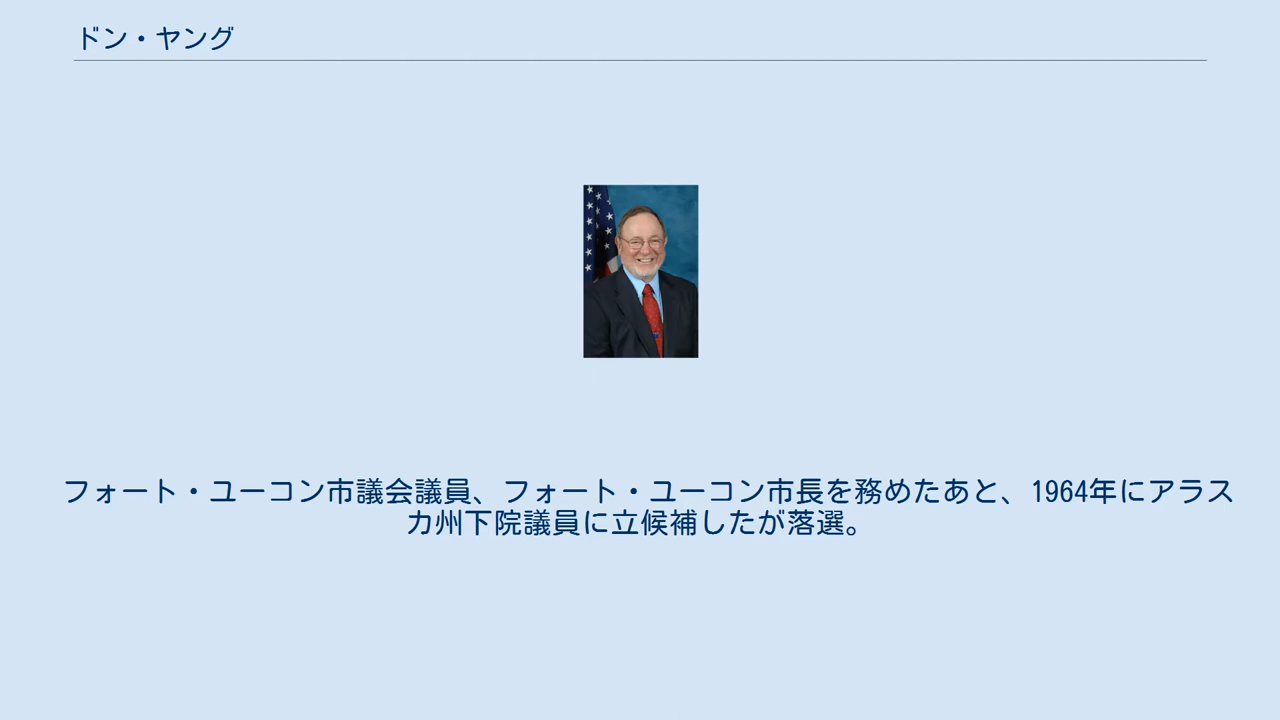 ドン・ヤング
フォート・ユーコン市議会議員、フォート・ユーコン市長を務めたあと、1964年にアラス
カ州下院議員に立候補したが落選。